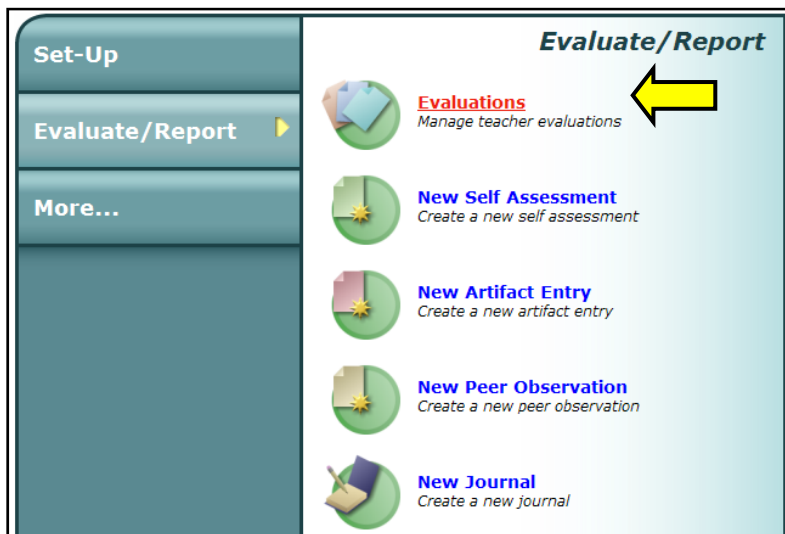 Set-Up
Evaluate/Report
More...
Evaluate/Report
Evaluations
Manage teacher evaluations
New Self Assessment
Create a new self assessment
New Artifact Entry
Create a new artifact entry
New Peer Observation
Create a new peer observation
New Journal
Create a new journal